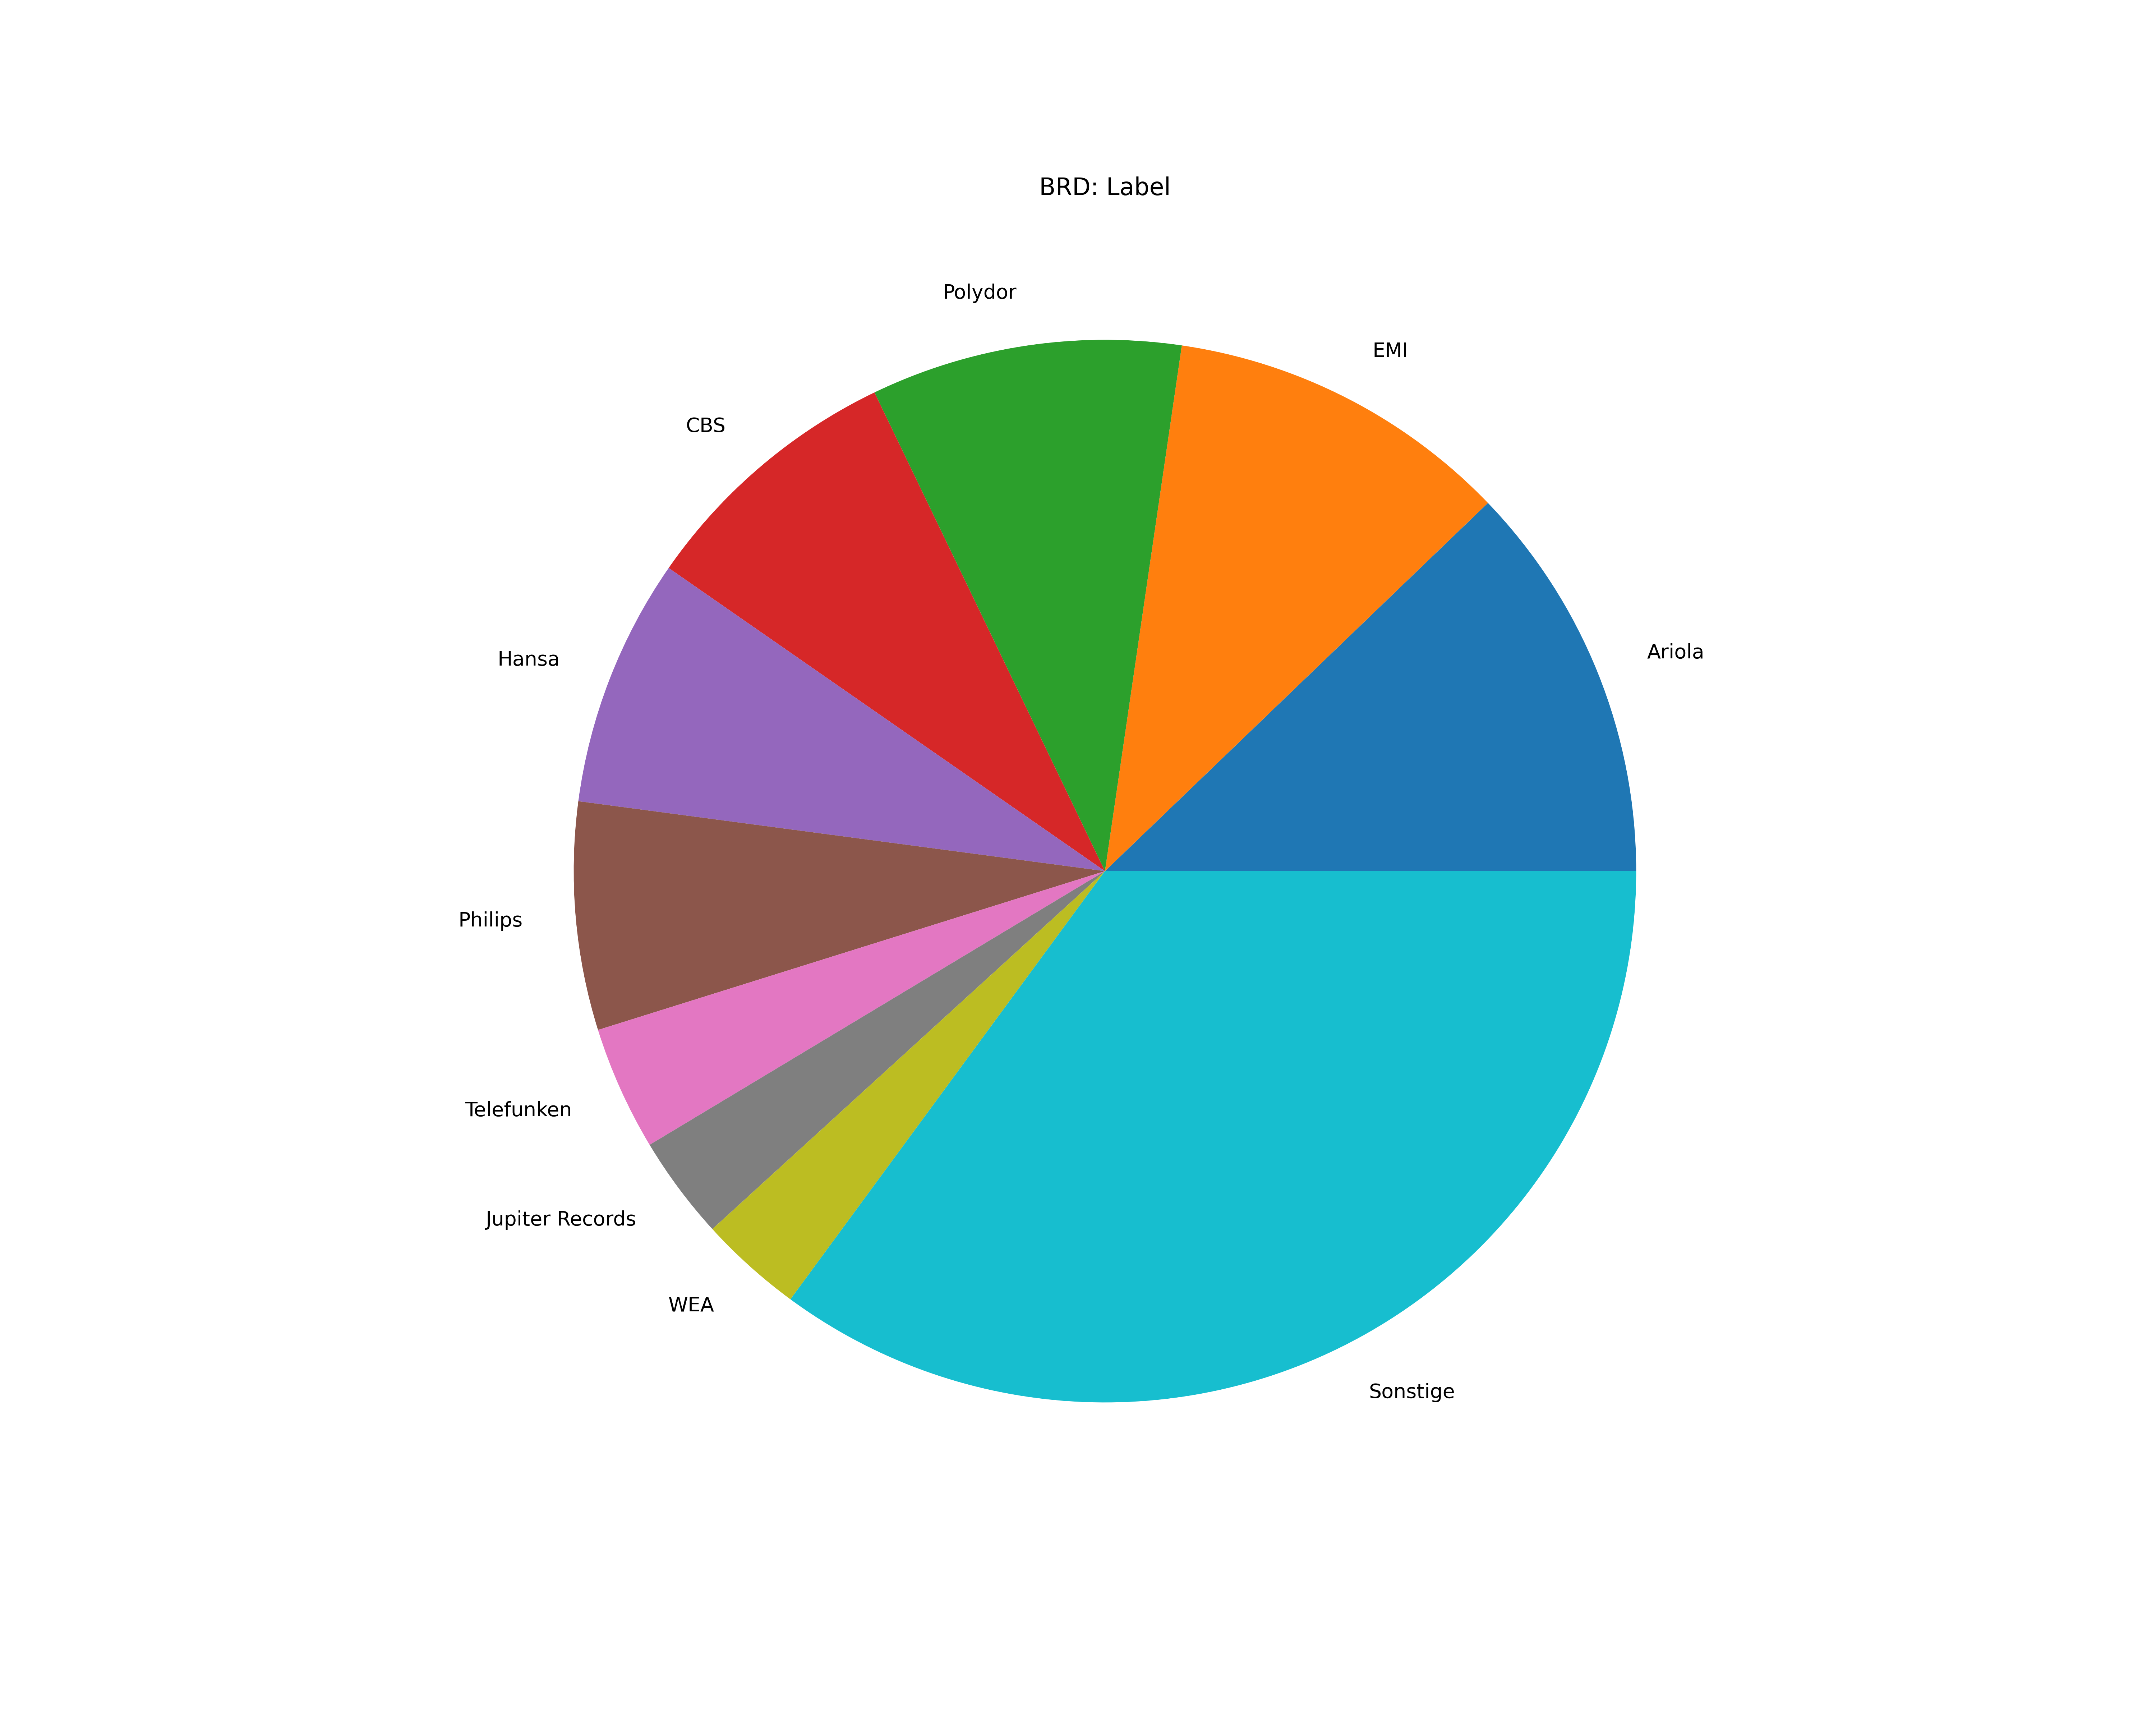 BRD: Label
Polydor
EMI
CBS
Ariola
Hansa
Philips
Telefunken
Jupiter Records
WEA
Sonstige